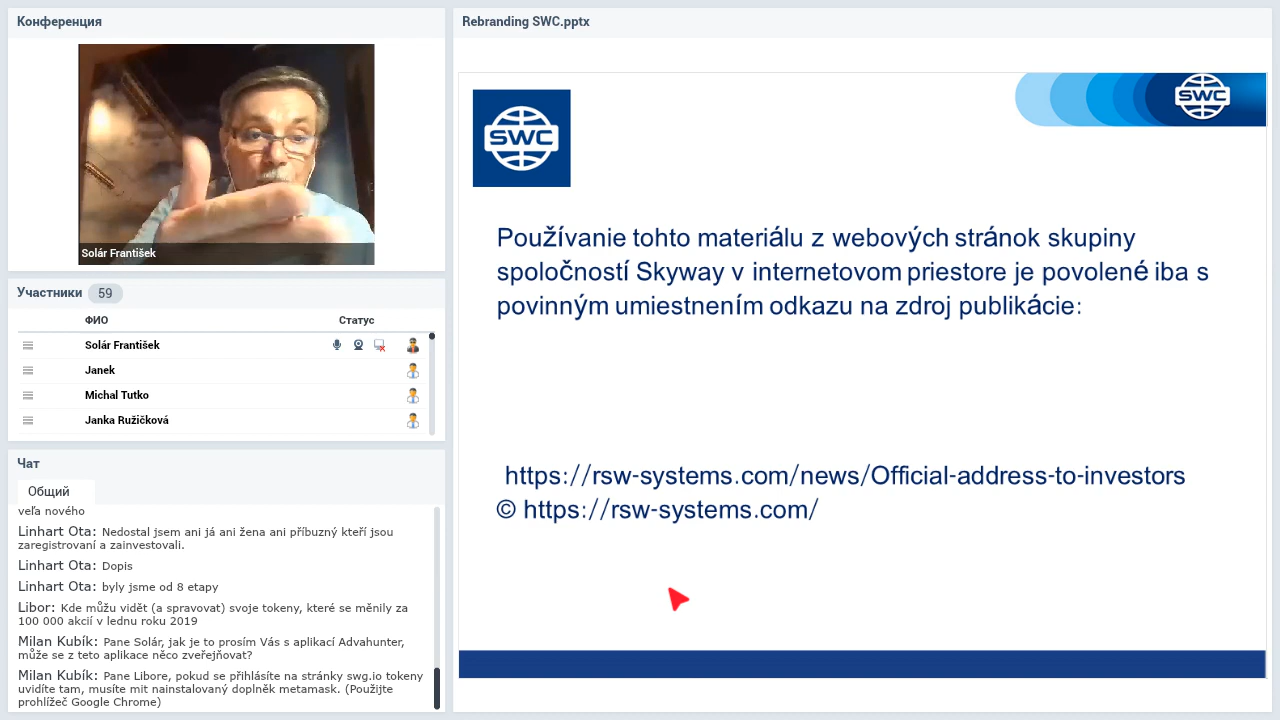 Конференция
Solár František
Участники 59
ФИО Статус
Solár František
Janek
Michal Tutko
Janka Ružičková
Чат
Общий
veľa nového
Linhart Ota: Nedostal jsem ani já ani žena ani příbuzný kteří jsou
zaregistrovaní a zainvestovali.
Linhart Ota: Dopis
Linhart Ota: byly jsme od 8 etapy
Libor: Kde můžu vidět (a spravovat) svoje tokeny, které se měnily za
100 000 akcií v lednu roku 2019
Milan Kubík: Pane Solár, jak je to prosím Vás s aplikací Advahunter,
může se z teto aplikace něco zveřejňovat?
Milan Kubík: Pane Libore, pokud se přihlásíte na stránky swg.io tokeny
uvidíte tam, musíte mit nainstalovaný doplněk metamask. (Použijte
prohlížeč Google Chrome)
Rebranding SWC.pptx
SWC
SWC
Používanie tohto materiálu z webových stránok skupiny
spoločností Skyway v internetovom priestore je povolené iba s
povinným umiestnením odkazu na zdroj publikácie:
https://rsw-systems.com/news/Official-address-to-investors
© https://rsw-systems.com/